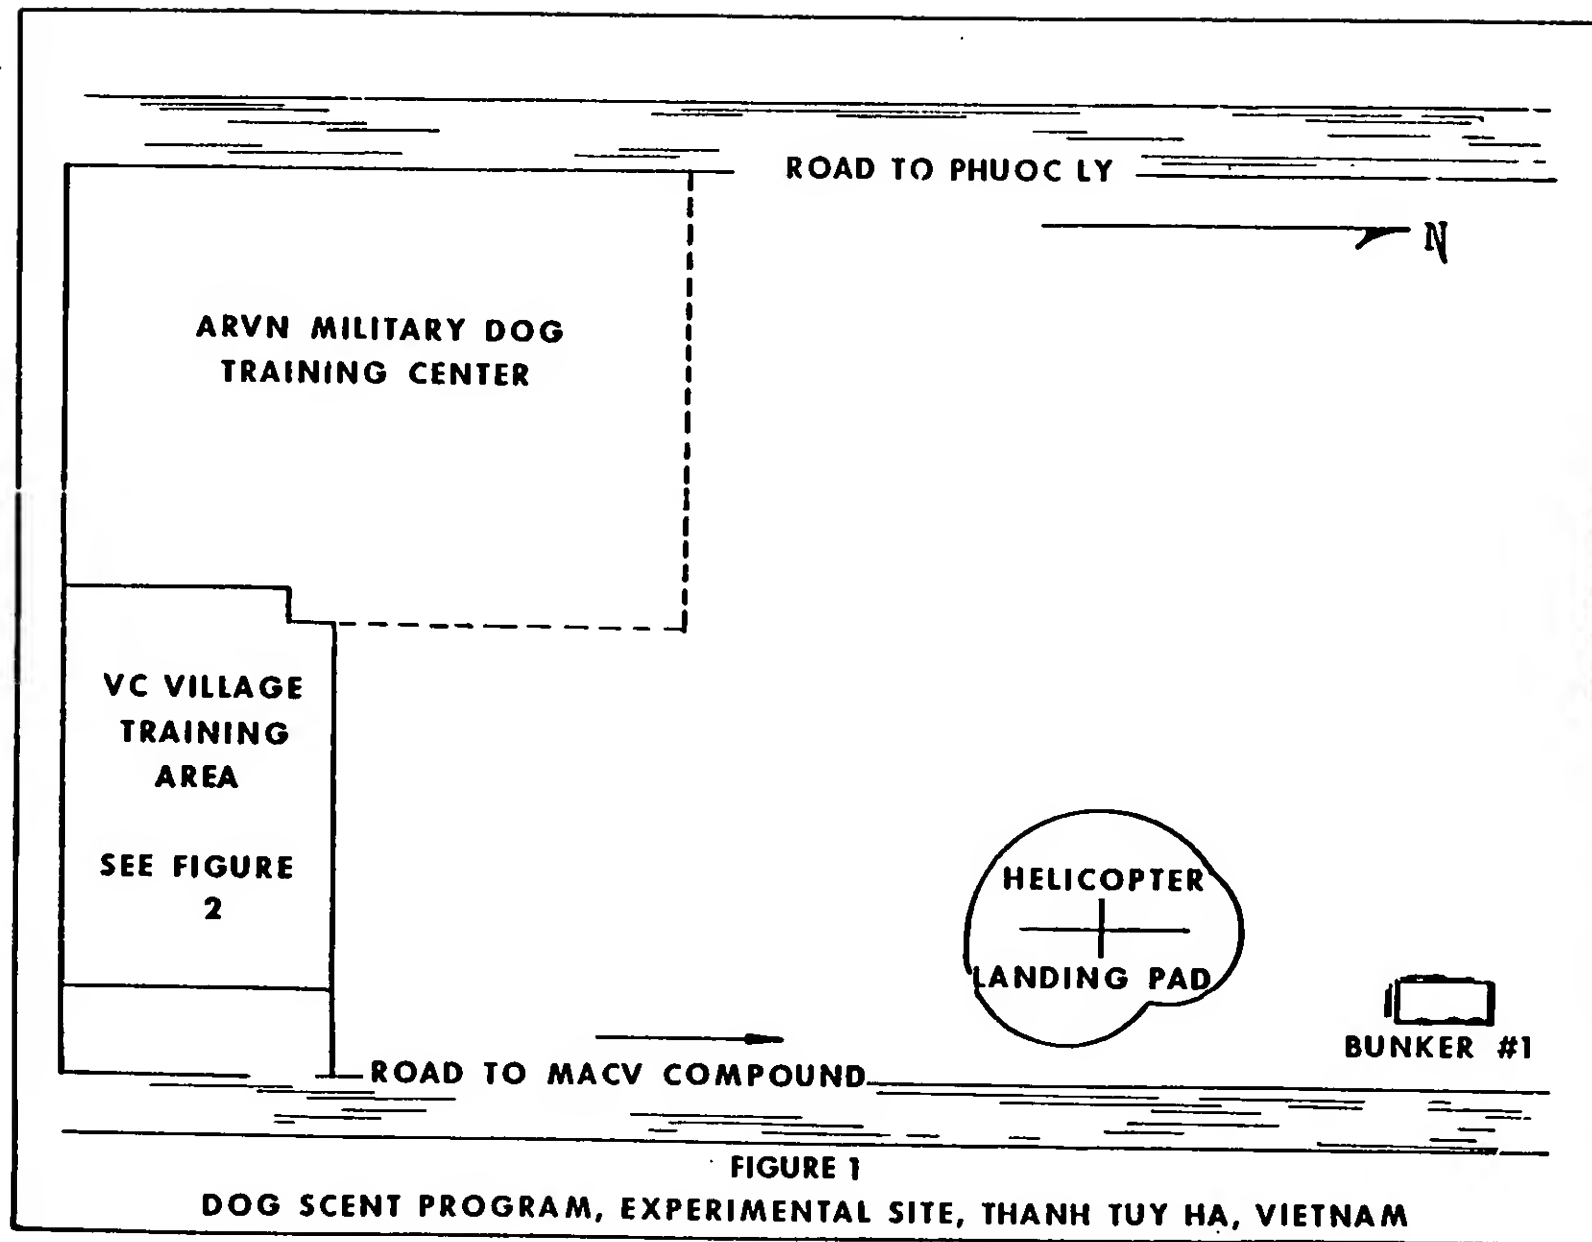 ROAD TO PHUOC LY
N
ARVN MILITARY DOG
TRAINING CENTER
VC VILLAGE
TRAINING
AREA
SEE FIGURE
2
HELICOPTER
LANDING PAD
BUNKER #1
ROAD TO MACV COMPOUND
FIGURE 1
DOG SCENT PROGRAM, EXPERIMENTAL SITE, THANH TUY HA, VIETNAM